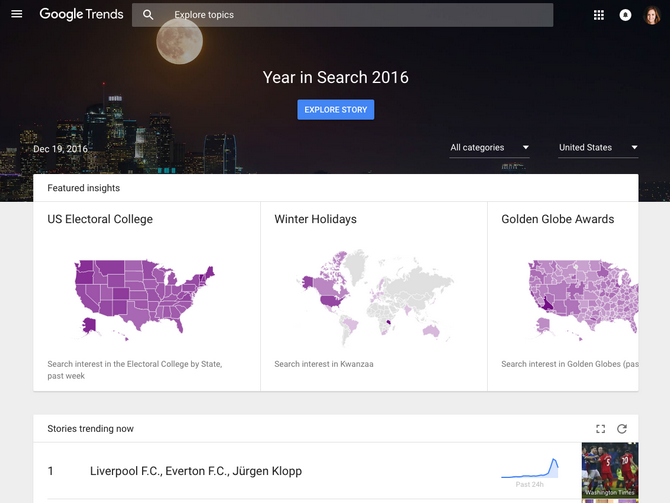 Google Trends
Explore topics
Year in Search 2016
EXPLORE STORY
Dec 19, 2016
All categories
United States
Featured insights
US Electoral College
Winter Holidays
Golden Globe Awards
Search interest in the Electoral College by State,
past week
Search interest in Kwanzaa
Search interest in Golden Globes (pas
Stories trending now
1
Liverpool F.C., Everton F.C., Jürgen Klopp
Past 24h
Washington Times